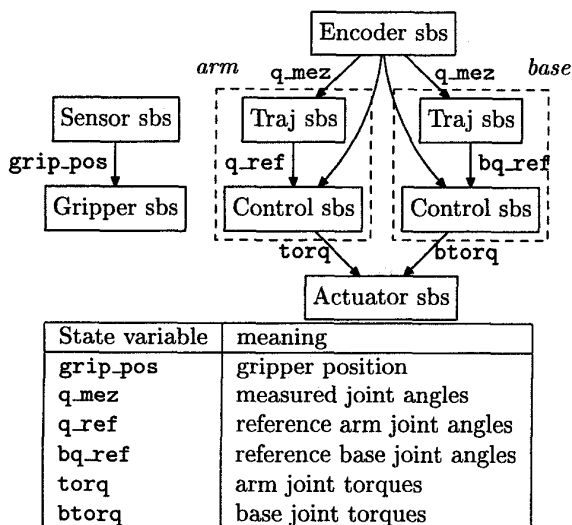 Encoder sbs
arm
q_mez
q_mez
base
Sensor sbs
Traj sbs
Traj sbs
grip_pos
q_ref
bq_ref
Gripper sbs
Control sbs
Control sbs
torq
btorq
Actuator sbs
State variable meaning
grip_pos gripper position
q_mez measured joint angles
q_ref reference arm joint angles
bq_ref reference base joint angles
torq arm joint torques
btorq base joint torques